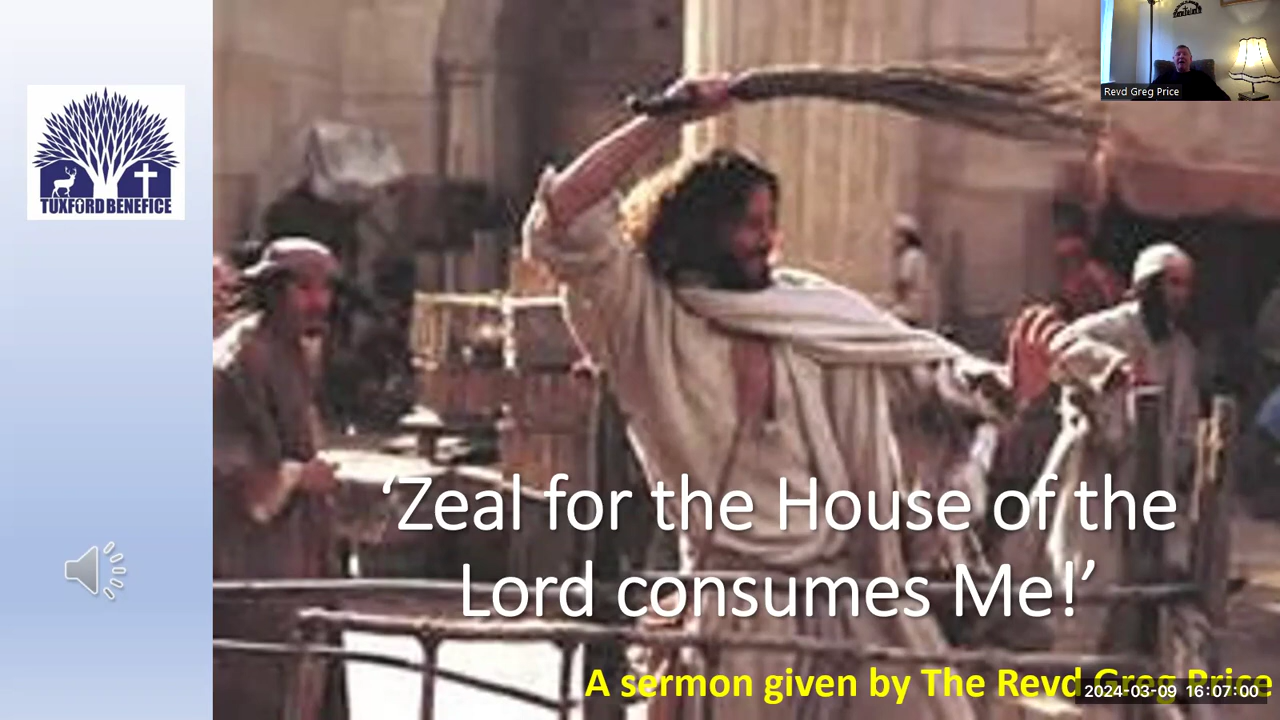 Revd Greg Price
TUXFORD BENEFICE
‘Zeal for the House of the
Lord consumes Me!’
A sermon given by The Revd Greg Price
2024-03-09 16:07:00